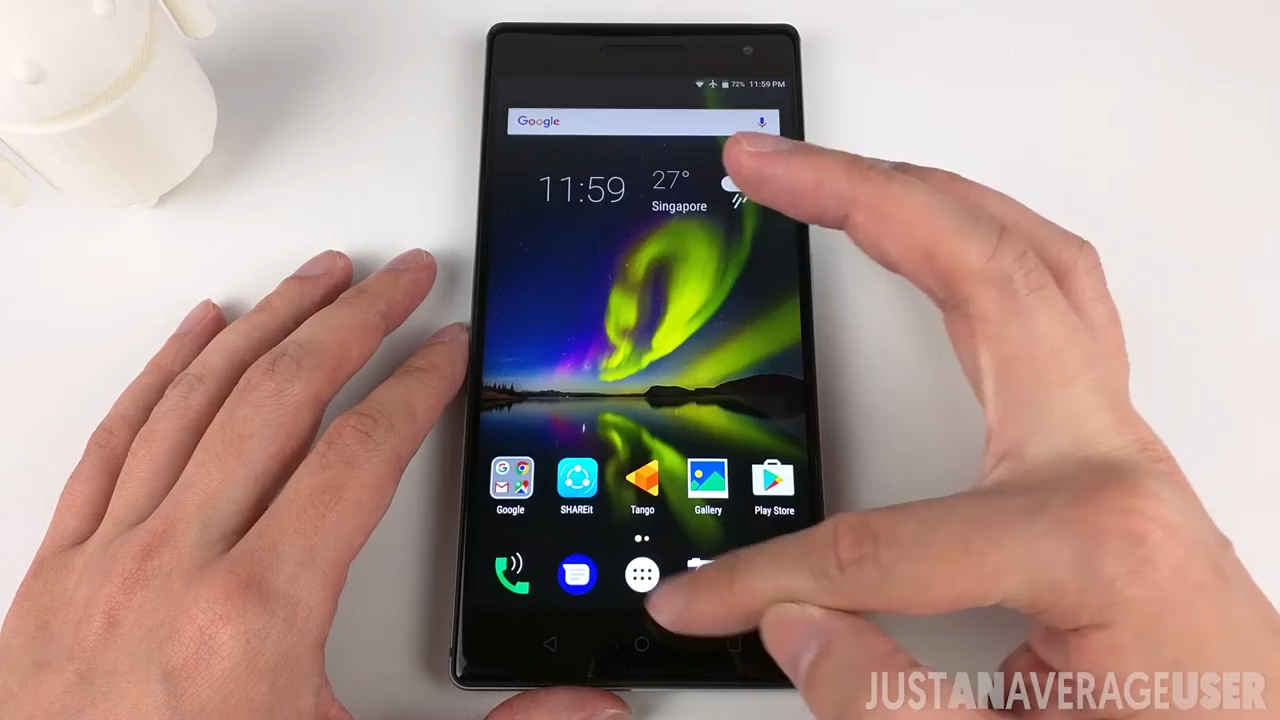 72% 11:59 PM
Google
11:59 27°
Singapore
Google SHAREit Tango Gallery Play Store
JUSTANAVERAGEUSER